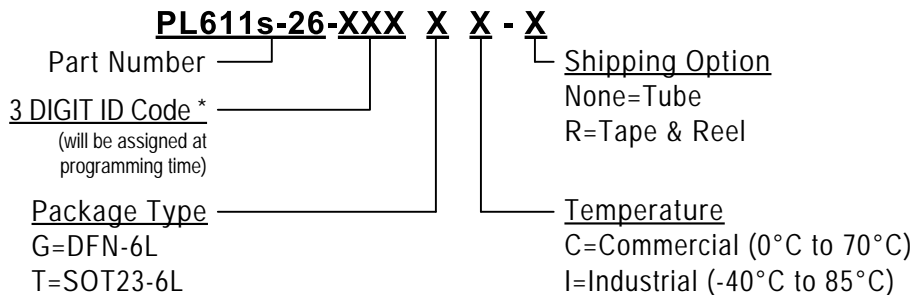 PL611s-26-XXX X X - X
Part Number
3 DIGIT ID Code *
(will be assigned at
programming time)
Package Type
G=DFN-6L
T=SOT23-6L
Shipping Option
None=Tube
R=Tape & Reel
Temperature
C=Commercial (0°C to 70°C)
I=Industrial (-40°C to 85°C)